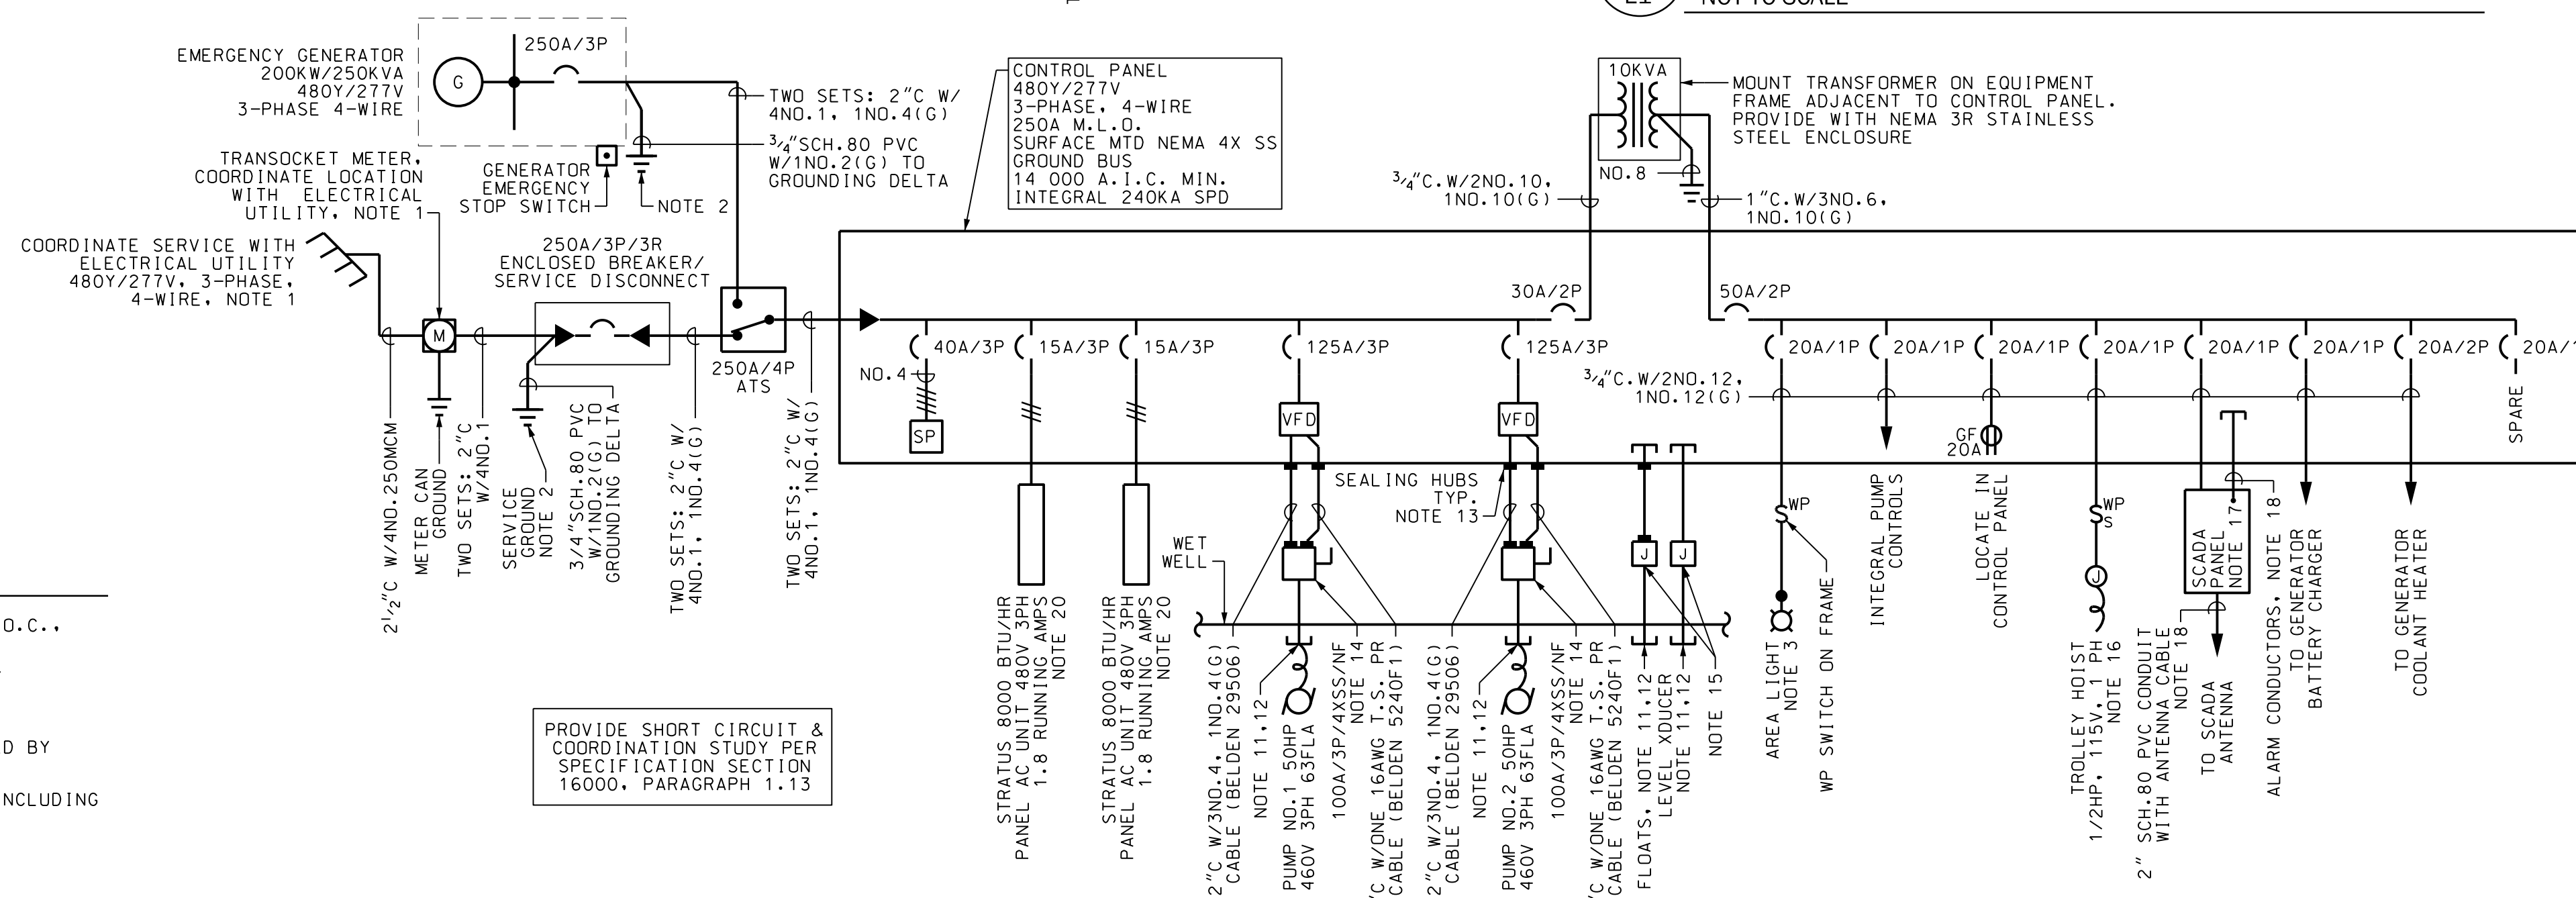 E1
NOT TO SCALE
EMERGENCY GENERATOR
200KW/250KVA
480Y/277V
3-PHASE 4-WIRE
G
250A/3P
TWO SETS: 2"C W/
4NO.1, 1NO.4(G)
3/4"SCH.80 PVC
W/1NO.2(G) TO
GROUNDING DELTA
GENERATOR
EMERGENCY
STOP SWITCH
NOTE 2
TRANSOCKET METER,
COORDINATE LOCATION
WITH ELECTRICAL
UTILITY, NOTE 1
COORDINATE SERVICE WITH
ELECTRICAL UTILITY
480Y/277V, 3-PHASE,
4-WIRE, NOTE 1
M
250A/3P/3R
ENCLOSED BREAKER/
SERVICE DISCONNECT
250A/4P
ATS
2 1/2"C W/4NO.250MCM
METER CAN
GROUND
TWO SETS: 2"C
W/4NO.1
SERVICE
GROUND
NOTE 2
3/4"SCH.80 PVC
W/1NO.2(G) TO
GROUNDING DELTA
TWO SETS: 2"C W/
4NO.1, 1NO.4(G)
TWO SETS: 2"C W/
4NO.1, 1NO.4(G)
CONTROL PANEL
480Y/277V
3-PHASE, 4-WIRE
250A M.L.O.
SURFACE MTD NEMA 4X SS
GROUND BUS
14 000 A.I.C. MIN.
INTEGRAL 240KA SPD
10KVA
MOUNT TRANSFORMER ON EQUIPMENT
FRAME ADJACENT TO CONTROL PANEL.
PROVIDE WITH NEMA 3R STAINLESS
STEEL ENCLOSURE
NO.8
3/4"C.W/2NO.10,
1NO.10(G)
1"C.W/3NO.6,
1NO.10(G)
30A/2P
50A/2P
40A/3P
15A/3P
15A/3P
125A/3P
125A/3P
20A/1P
20A/1P
20A/1P
20A/1P
20A/1P
20A/1P
20A/2P
20A/1
NO.4
SP
VFD
VFD
3/4"C.W/2NO.12,
1NO.12(G)
SPARE
GF
20A
SEALING HUBS
TYP.
NOTE 13
WET
WELL
J
J
WP
WP
S
J
SCADA
PANEL
NOTE 17
STRATUS 8000 BTU/HR
PANEL AC UNIT 480V 3PH
1.8 RUNNING AMPS
NOTE 20
STRATUS 8000 BTU/HR
PANEL AC UNIT 480V 3PH
1.8 RUNNING AMPS
NOTE 20
2"C W/3NO.4, 1NO.4(G)
CABLE (BELDEN 29506)
NOTE 11,12
PUMP NO.1 50HP
460V 3PH 63FLA
100A/3P/4XSS/NF
NOTE 14
"C W/ONE 16AWG T.S. PR
CABLE (BELDEN 5240F1)
2"C W/3NO.4, 1NO.4(G)
CABLE (BELDEN 29506)
NOTE 11,12
PUMP NO.2 50HP
460V 3PH 63FLA
100A/3P/4XSS/NF
NOTE 14
"C W/ONE 16AWG T.S. PR
CABLE (BELDEN 5240F1)
FLOATS, NOTE 11,12
LEVEL XDUCER
NOTE 11,12
NOTE 15
AREA LIGHT
NOTE 3
WP SWITCH ON FRAME
INTEGRAL PUMP
CONTROLS
LOCATE IN
CONTROL PANEL
TROLLEY HOIST
1/2HP, 115V, 1 PH
NOTE 16
2" SCH.80 PVC CONDUIT
WITH ANTENNA CABLE
NOTE 18
TO SCADA
ANTENNA
ALARM CONDUCTORS, NOTE 18
TO GENERATOR
BATTERY CHARGER
TO GENERATOR
COOLANT HEATER
PROVIDE SHORT CIRCUIT &
COORDINATION STUDY PER
SPECIFICATION SECTION
16000, PARAGRAPH 1.13
O.C.,
D BY
NCLUDING